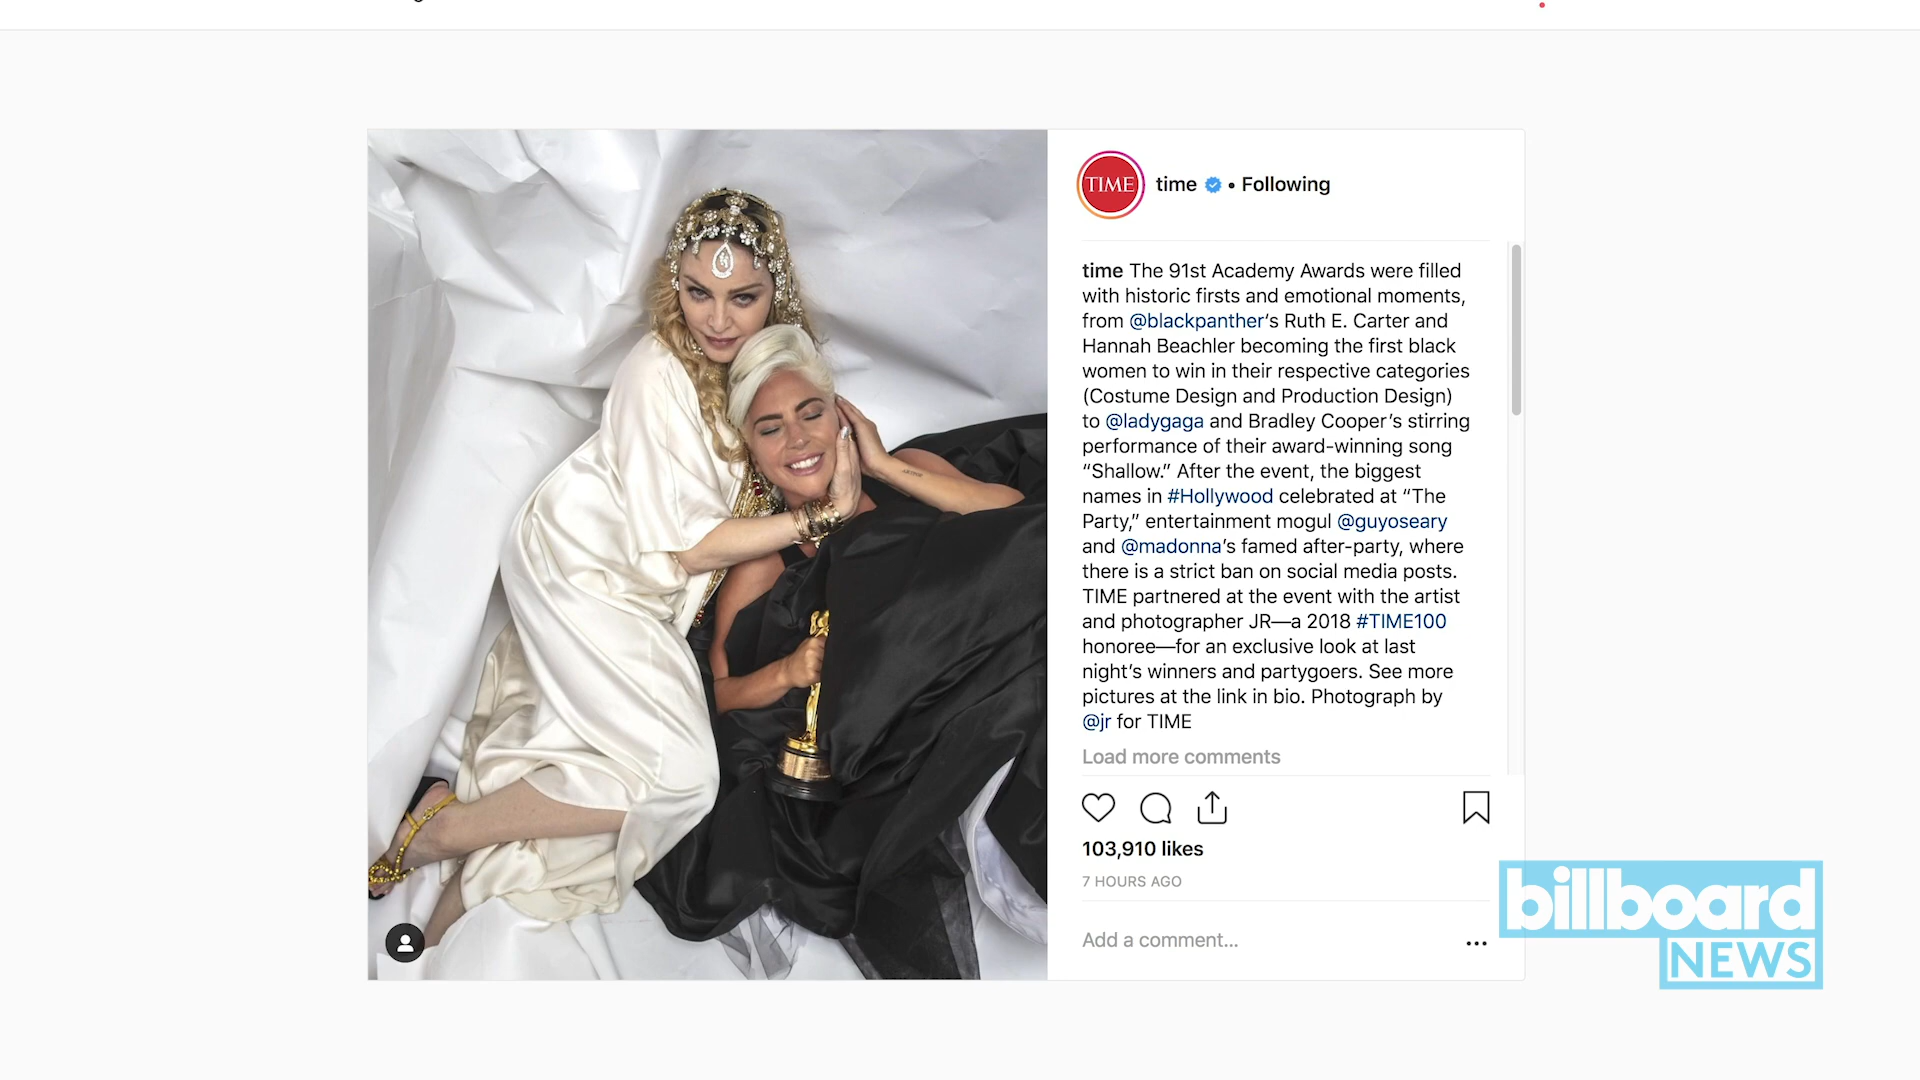 TIME
time • Following
time The 91st Academy Awards were filled
with historic firsts and emotional moments,
from @blackpanther‘s Ruth E. Carter and
Hannah Beachler becoming the first black
women to win in their respective categories
(Costume Design and Production Design)
to @ladygaga and Bradley Cooper’s stirring
performance of their award-winning song
“Shallow.” After the event, the biggest
names in #Hollywood celebrated at “The
Party,” entertainment mogul @guyoseary
and @madonna’s famed after-party, where
there is a strict ban on social media posts.
TIME partnered at the event with the artist
and photographer JR—a 2018 #TIME100
honoree—for an exclusive look at last
night’s winners and partygoers. See more
pictures at the link in bio. Photograph by
@jr for TIME
Load more comments
103,910 likes
7 HOURS AGO
Add a comment...
billboard
NEWS